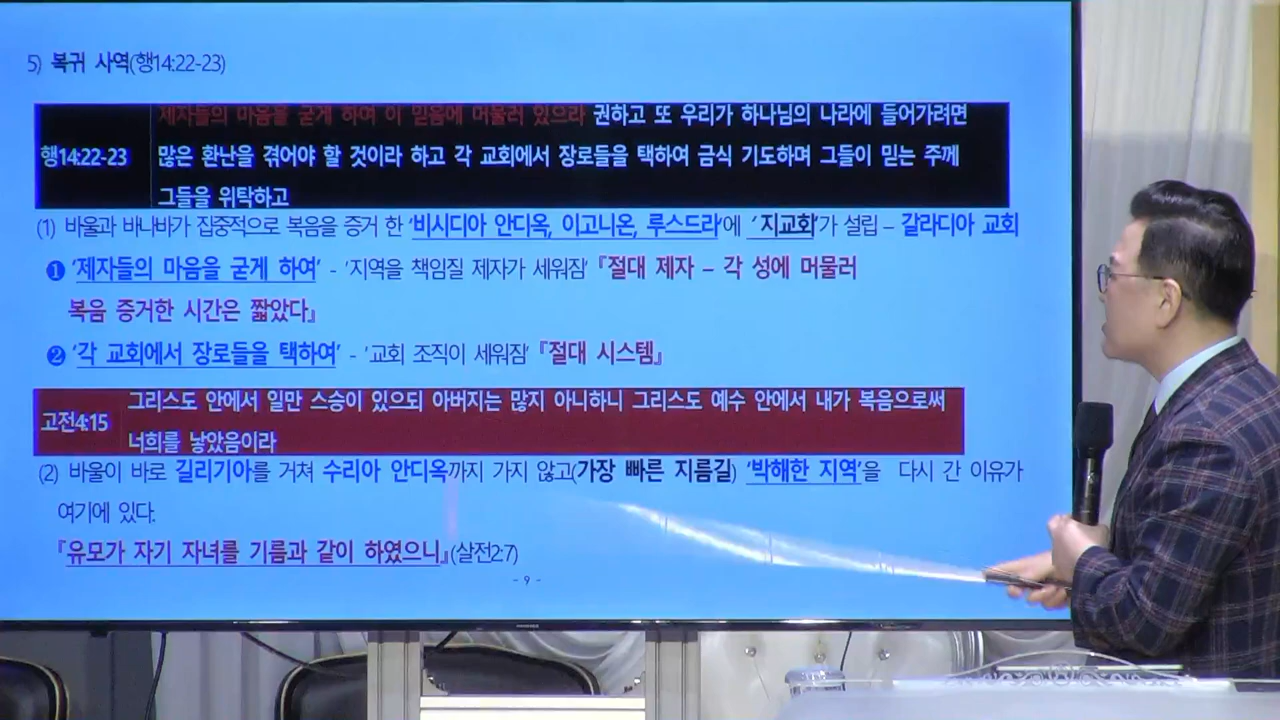 5) 복귀 사역(행14:22-23)
제자들의 마음을 굳게 하여 이 믿음에 머물러 있으라 권하고 또 우리가 하나님의 나라에 들어가려면
행14:22-23 많은 환난을 겪어야 할 것이라 하고 각 교회에서 장로들을 택하여 금식 기도하며 그들이 믿는 주께
그들을 위탁하고
(1) 바울과 바나바가 집중적으로 복음을 증거 한 '비시디아 안디옥, 이고니온, 루스드라'에 '지교회'가 설립 – 갈라디아 교회
❶ '제자들의 마음을 굳게 하여' - '지역을 책임질 제자가 세워짐' 『절대 제자 – 각 성에 머물러
복음 증거한 시간은 짧았다』
❷ '각 교회에서 장로들을 택하여' - '교회 조직이 세워짐' 『절대 시스템』
그리스도 안에서 일만 스승이 있으되 아버지는 많지 아니하니 그리스도 예수 안에서 내가 복음으로써
고전4:15
너희를 낳았음이라
(2) 바울이 바로 길리기아를 거쳐 수리아 안디옥까지 가지 않고(가장 빠른 지름길) '박해한 지역'을 다시 간 이유가
여기에 있다.
『유모가 자기 자녀를 기름과 같이 하였으니』(살전2:7)
- 9 -